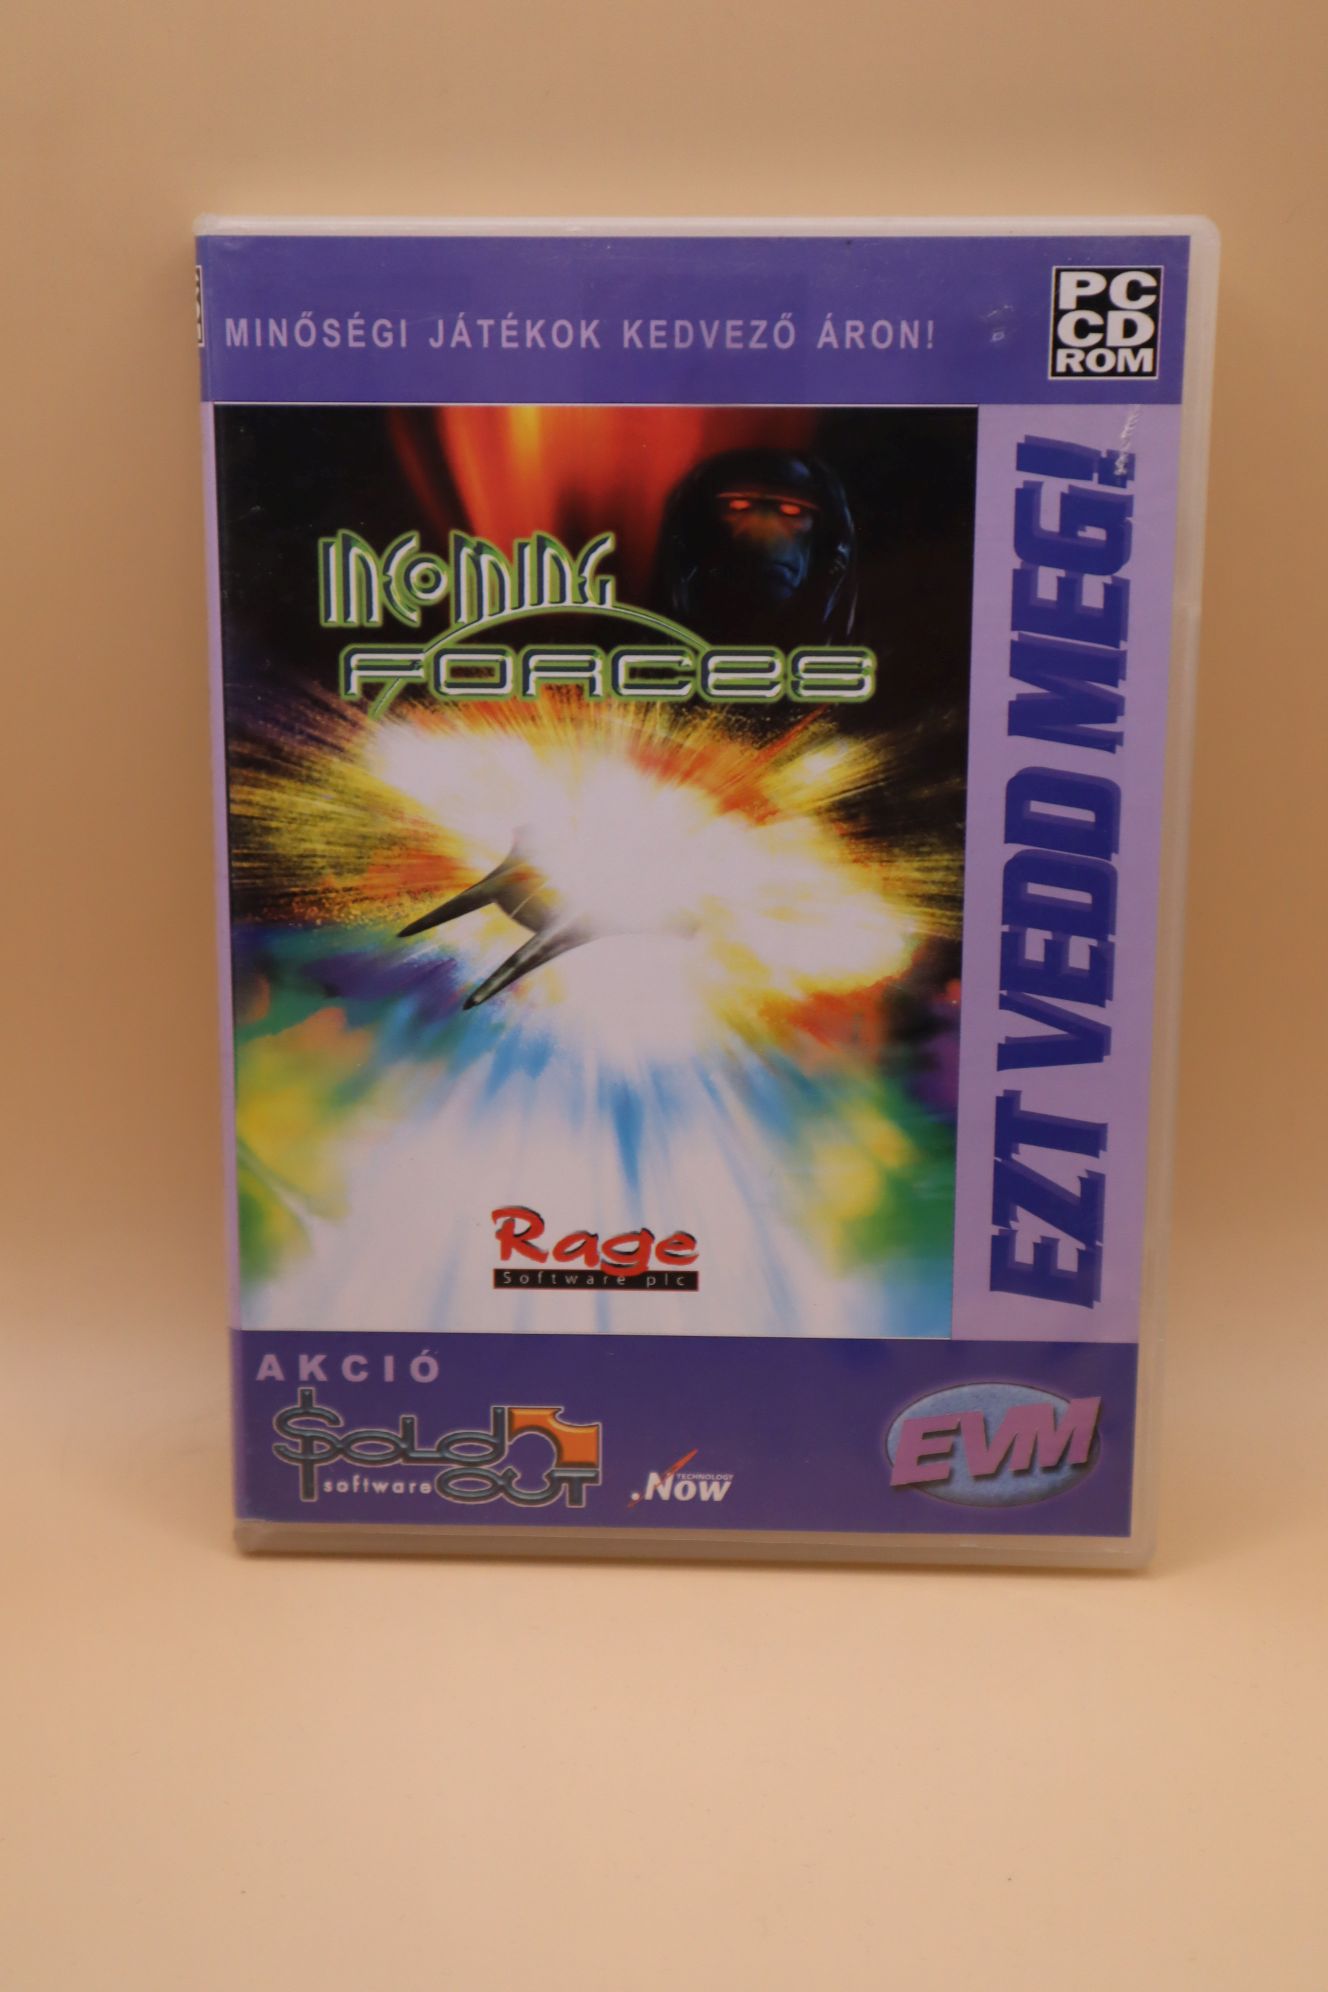 MINŐSÉGI JÁTÉKOK KEDVEZŐ ÁRON!
PC
CD
ROM
INCOMING
FORCES
EZT VEDD MEG!
Rage
Software plc
AKCIÓ
SOLD
software OUT
TECHNOLOGY
.Now
EVM